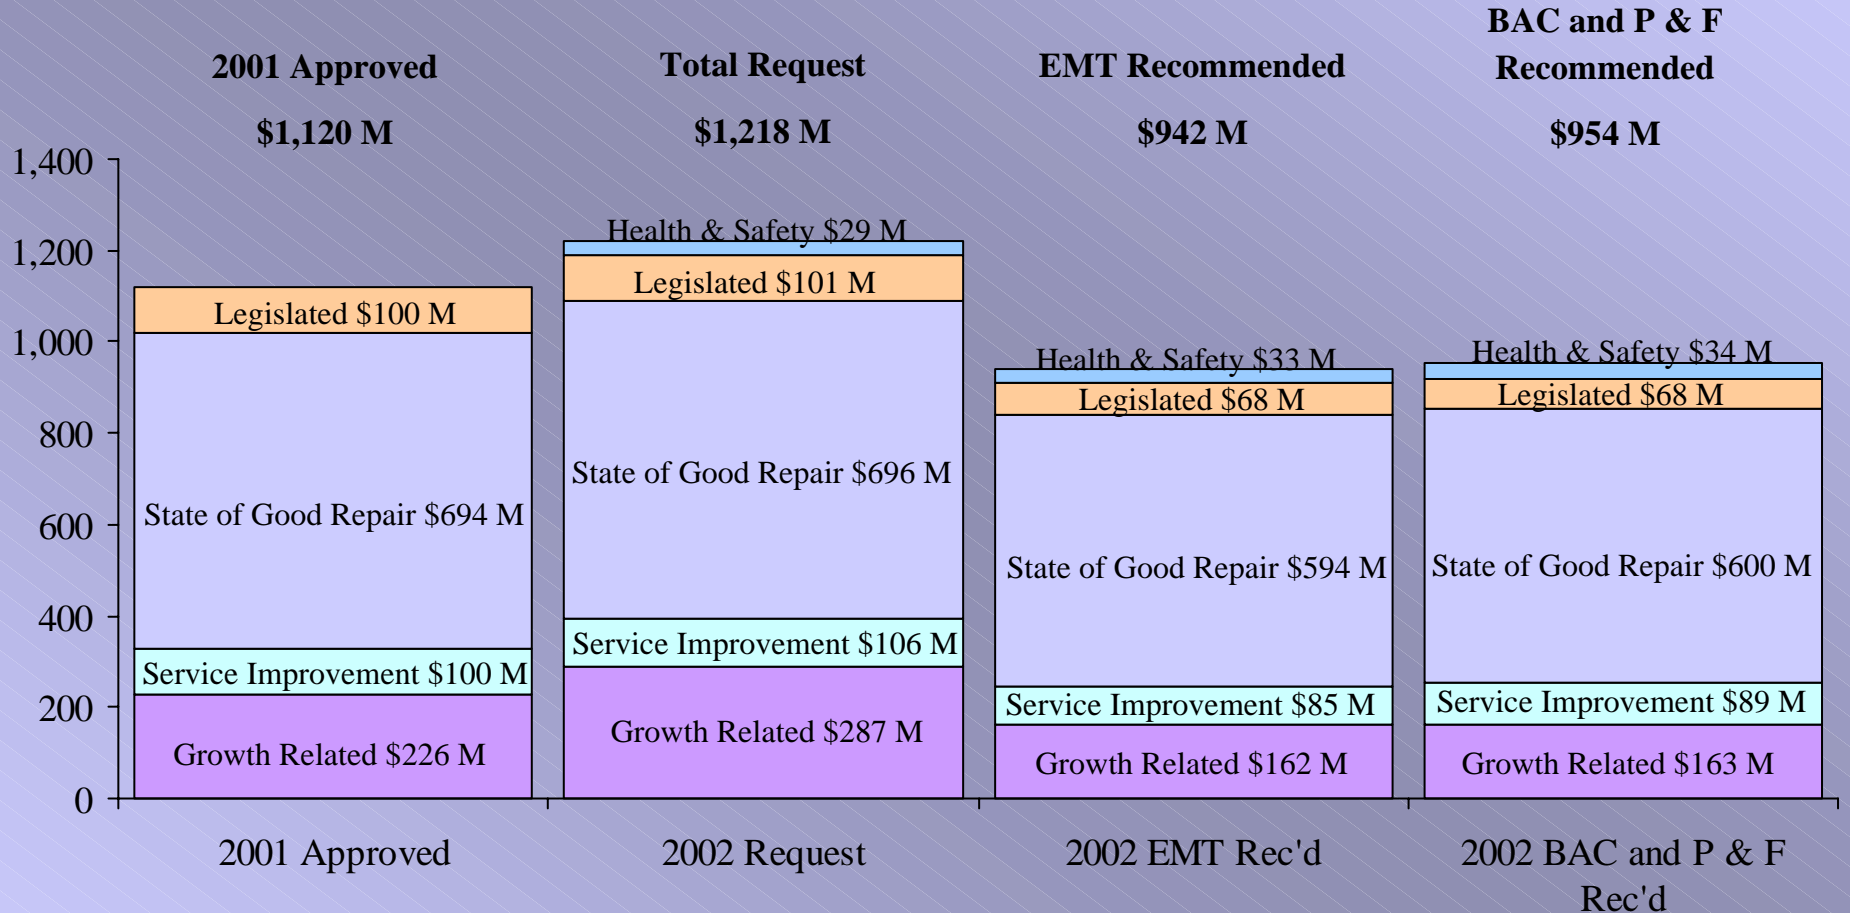 2001 Approved
$1,120 M
Total Request
$1,218 M
EMT Recommended
$942 M
BAC and P & F
Recommended
$954 M
1,400
1,200
1,000
800
600
400
200
0
Legislated $100 M
State of Good Repair $694 M
Service Improvement $100 M
Growth Related $226 M
Health & Safety $29 M
Legislated $101 M
State of Good Repair $696 M
Service Improvement $106 M
Growth Related $287 M
Health & Safety $33 M
Legislated $68 M
State of Good Repair $594 M
Service Improvement $85 M
Growth Related $162 M
Health & Safety $34 M
Legislated $68 M
State of Good Repair $600 M
Service Improvement $89 M
Growth Related $163 M
2001 Approved
2002 Request
2002 EMT Rec'd
2002 BAC and P & F
Rec'd